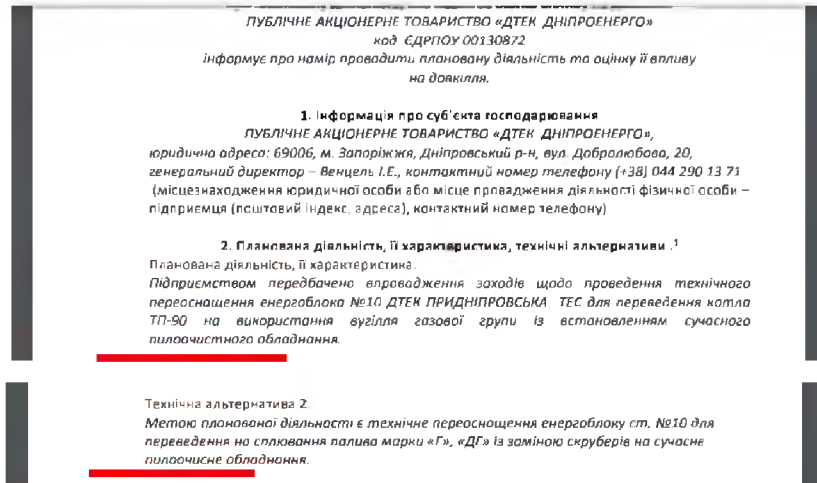 ПУБЛІЧНЕ АКЦІОНЕРНЕ ТОВАРИСТВО «ДТЕК ДНІПРОЕНЕРГО»
код ЄДРПОУ 00130872
інформує про намір провадити плановану діяльність та оцінку її впливу
на довкілля.
1. Інформація про суб'єкта господарювання
ПУБЛІЧНЕ АКЦІОНЕРНЕ ТОВАРИСТВО «ДТЕК ДНІПРОЕНЕРГО»,
юридична адреса: 69006, м. Запоріжжя, Дніпровський р-н, вул. Добролюбова, 20,
генеральний директор – Венцель І.Е., контактний номер телефону (+38) 044 290 13 71
(місцезнаходження юридичної особи або місце провадження діяльності фізичної особи –
підприємця (поштовий індекс, адреса), контактний номер телефону)
2. Планована діяльність, її характеристика, технічні альтернативи .¹
Планована діяльність, її характеристика.
Підприємством передбачено впровадження заходів щодо проведення технічного
переоснащення енергоблока №10 ДТЕК ПРИДНІПРОВСЬКА ТЕС для переведення котла
ТП-90 на використання вугілля газової групи із встановленням сучасного
пилоочистного обладнання.
Технічна альтернатива 2.
Метою планованої діяльності є технічне переоснащення енергоблоку ст. №10 для
переведення на спалювання палива марки «Г», «ДГ» із заміною скруберів на сучасне
пилоочисне обладнання.